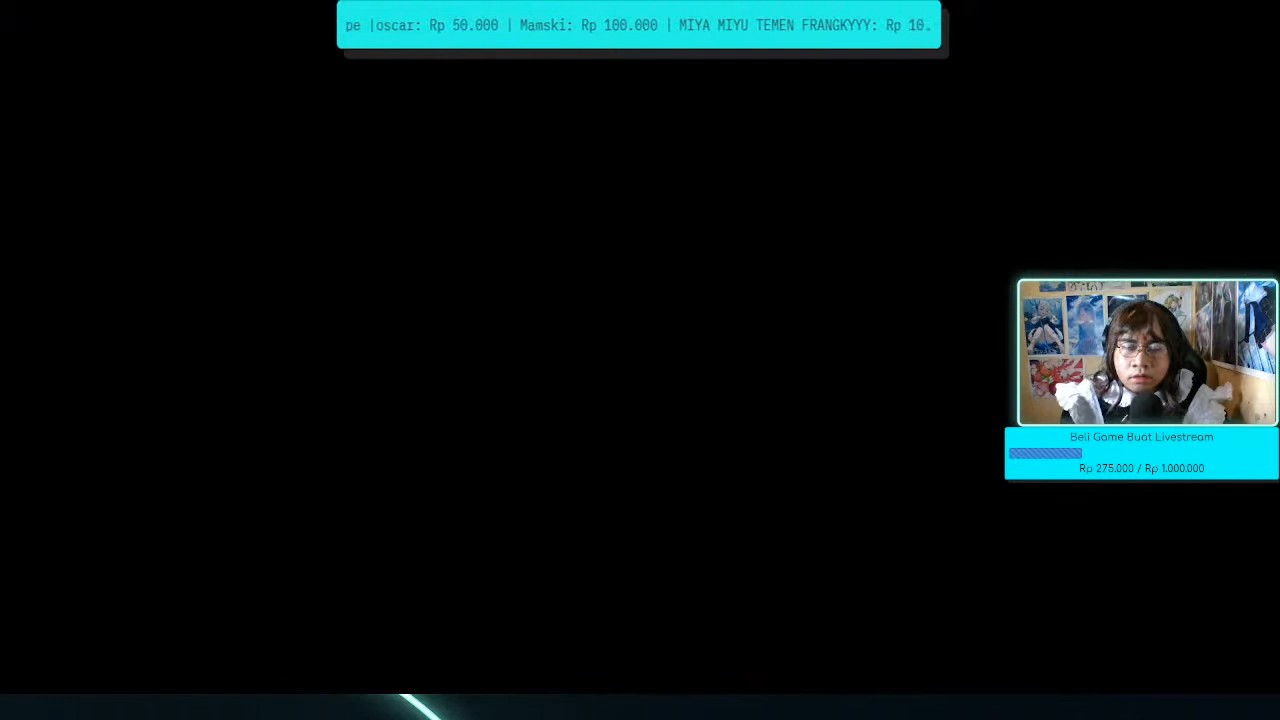 pe |oscar: Rp 50.000 | Mamski: Rp 100.000 | MIYA MIYU TEMEN FRANGKYYY: Rp 10.
Beli Game Buat Livestream
Rp 275.000 / Rp 1.000.000